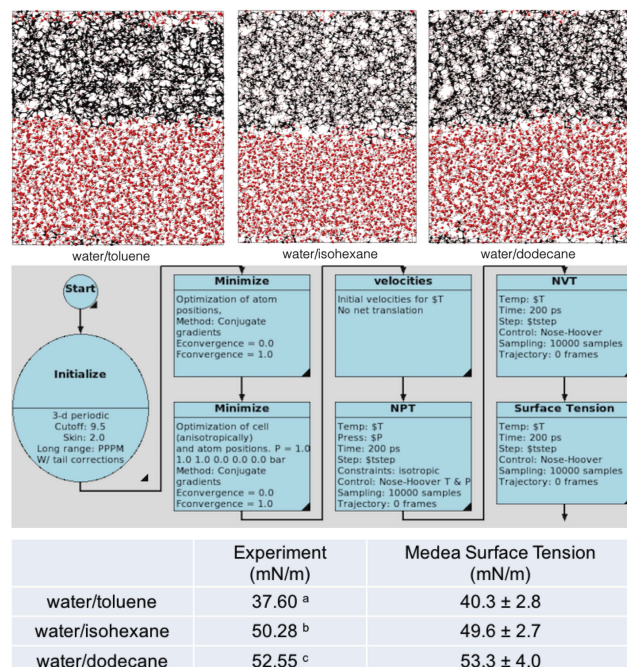 water/toluene
water/isohexane
water/dodecane
Start
Initialize
3-d periodic
Cutoff: 9.5
Skin: 2.0
Long range: PPPM
W/ tail corrections
Minimize
Optimization of atom
positions,
Method: Conjugate
gradients
Econvergence = 0.0
Fconvergence = 1.0
Minimize
Optimization of cell
(anisotropically)
and atom positions. P = 1.0
1.0 1.0 0.0 0.0 0.0 bar
Method: Conjugate
gradients
Econvergence = 0.0
Fconvergence = 1.0
velocities
Initial velocities for $T
No net translation
NPT
Temp: $T
Press: $P
Time: 200 ps
Step: $tstep
Constraints: isotropic
Control: Nose-Hoover T & P
Sampling: 10000 samples
Trajectory: 0 frames
NVT
Temp: $T
Time: 200 ps
Step: $tstep
Control: Nose-Hoover
Sampling: 10000 samples
Trajectory: 0 frames
Surface Tension
Temp: $T
Time: 200 ps
Step: $tstep
Control: Nose-Hoover
Sampling: 10000 samples
Trajectory: 0 frames
Experiment Medea Surface Tension
(mN/m) (mN/m)
water/toluene 37.60 a 40.3 ± 2.8
water/isohexane 50.28 b 49.6 ± 2.7
water/dodecane 52.55 c 53.3 ± 4.0